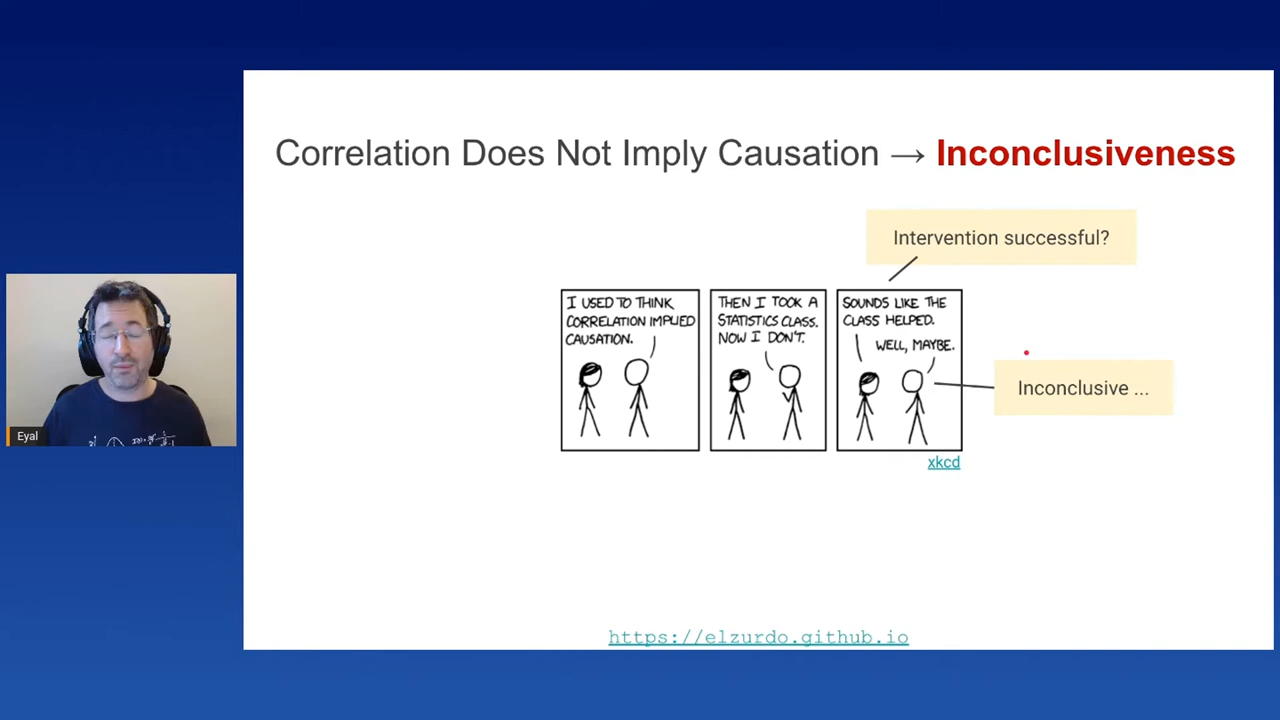 Correlation Does Not Imply Causation → Inconclusiveness
Intervention successful?
I USED TO THINK
CORRELATION IMPLIED
CAUSATION.
THEN I TOOK A
STATISTICS CLASS.
NOW I DON'T.
SOUNDS LIKE THE
CLASS HELPED.
WELL, MAYBE.
Inconclusive ...
xkcd
Eyal
https://elzurdo.github.io